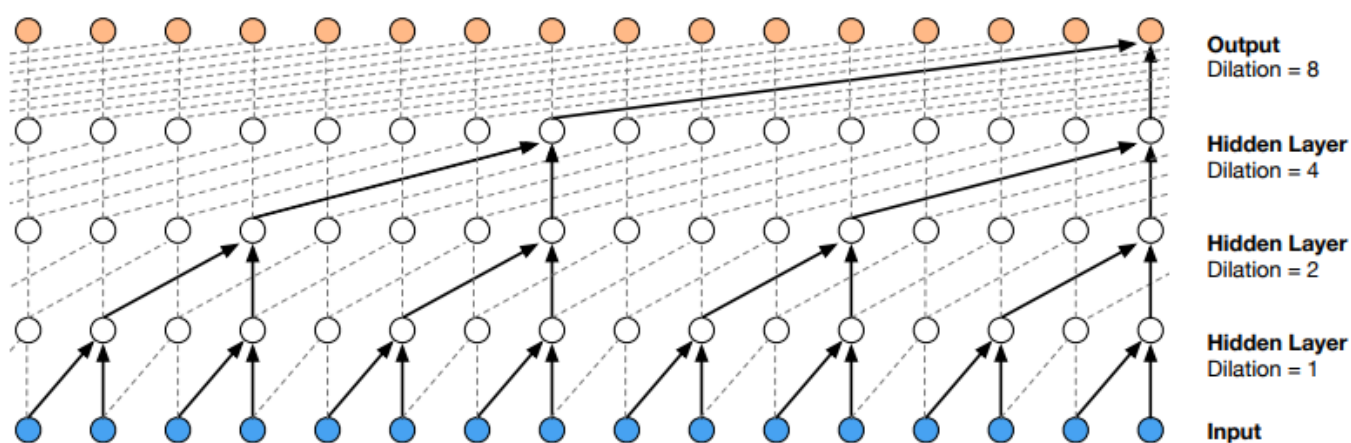 Output
Dilation = 8
Hidden Layer
Dilation = 4
Hidden Layer
Dilation = 2
Hidden Layer
Dilation = 1
Input